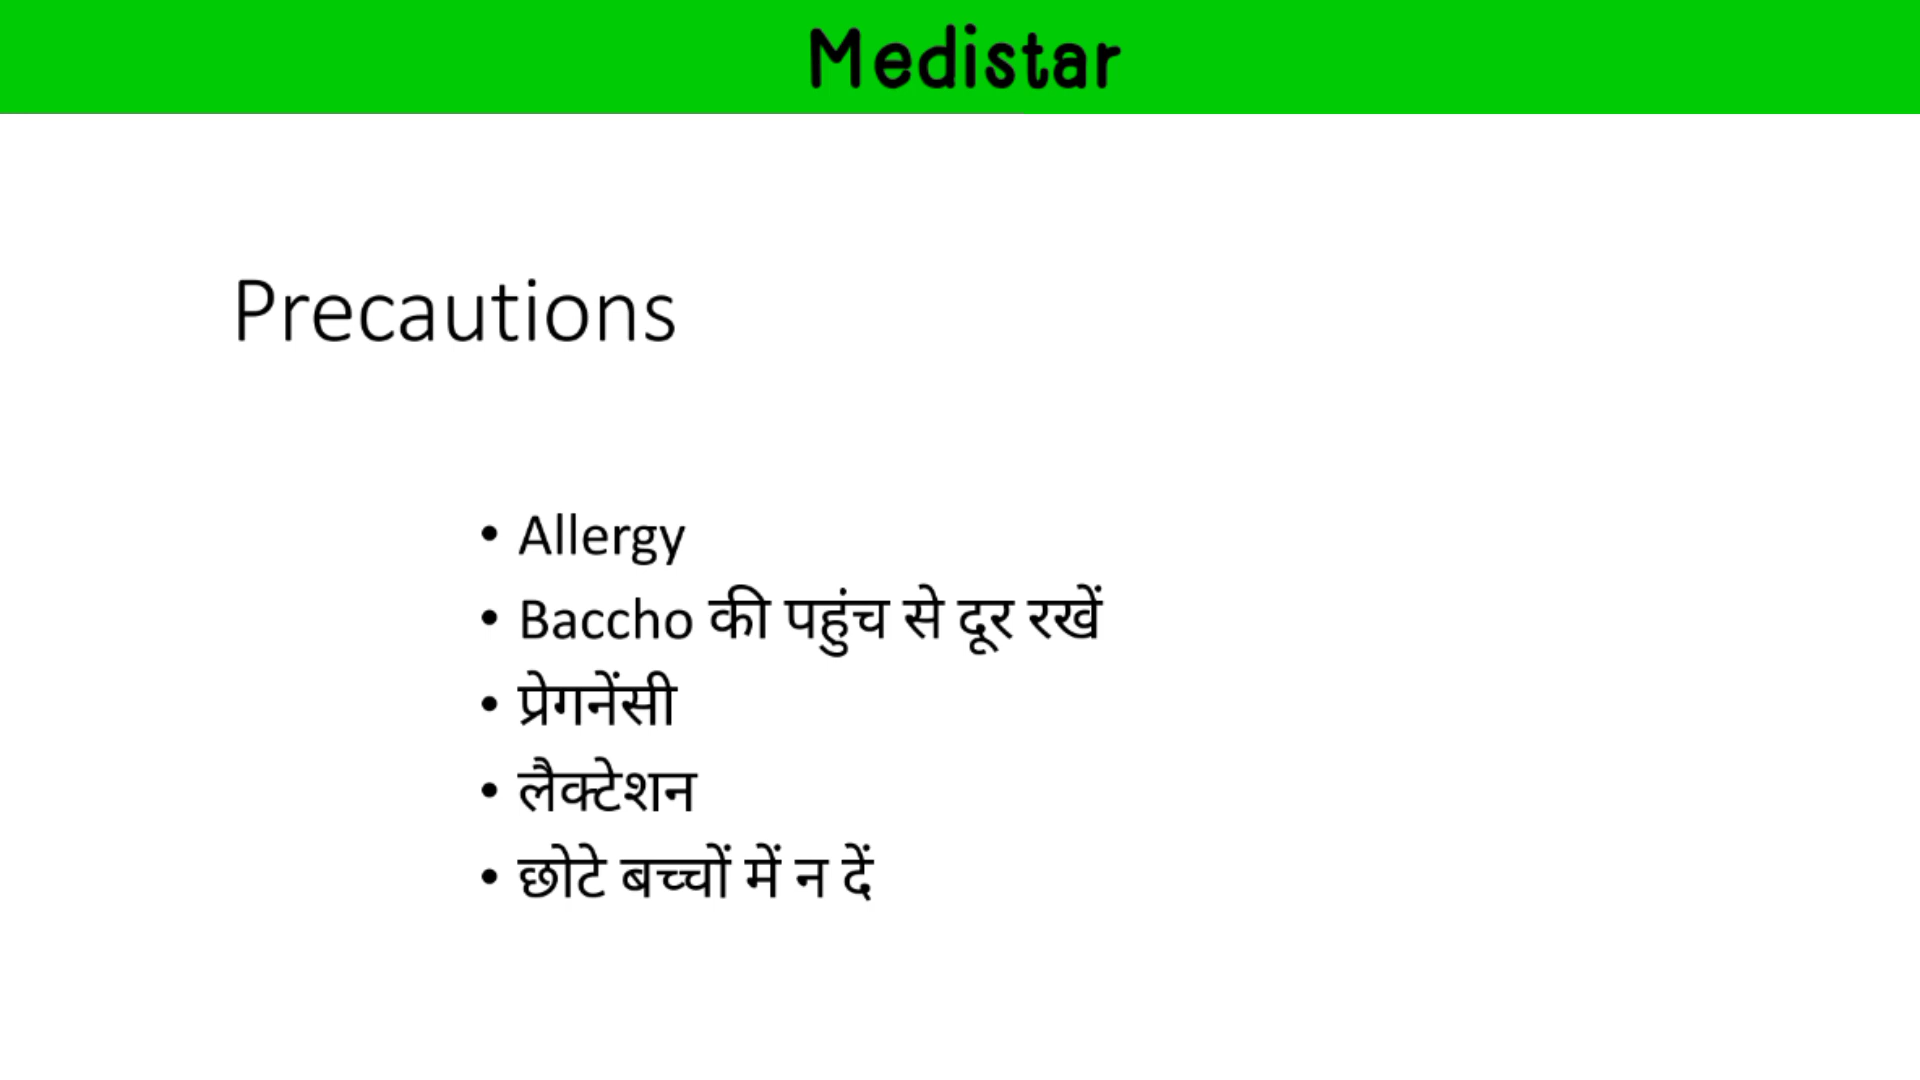 Medistar
Precautions
• Allergy
• Baccho की पहुंच से दूर रखें
• प्रेगनेंसी
• लैक्टेशन
• छोटे बच्चों में न दें